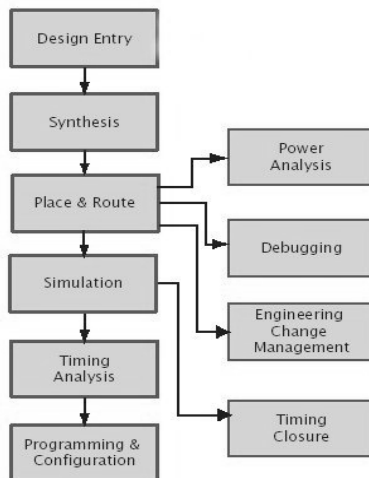 Design Entry
Synthesis
Place & Route
Simulation
Timing
Analysis
Programming &
Configuration
Power
Analysis
Debugging
Engineering
Change
Management
Timing
Closure